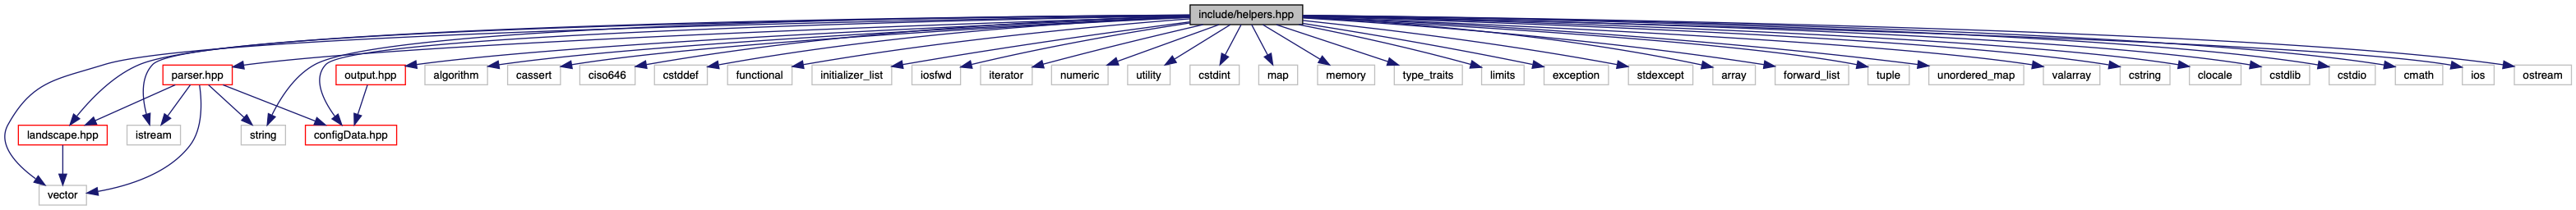 include/helpers.hpp
parser.hpp
output.hpp
algorithm
cassert
ciso646
cstddef
functional
initializer_list
iosfwd
iterator
numeric
utility
cstdint
map
memory
type_traits
limits
exception
stdexcept
array
forward_list
tuple
unordered_map
valarray
cstring
clocale
cstdlib
cstdio
cmath
ios
ostream
landscape.hpp
istream
string
configData.hpp
vector